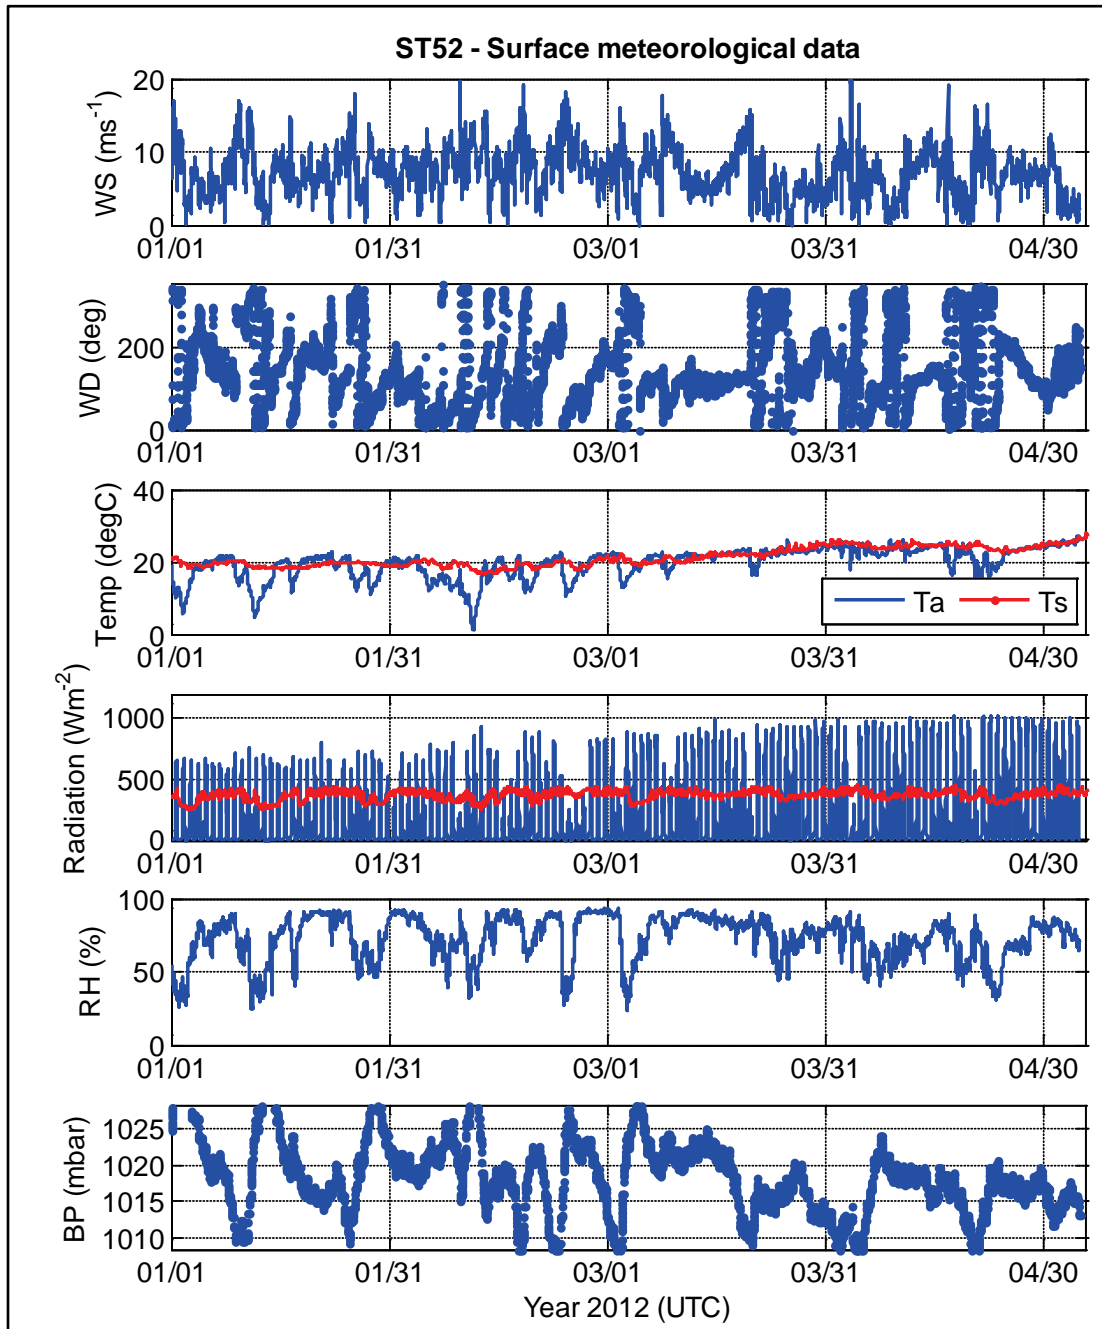 ST52 - Surface meteorological data
20
10
0
WS (ms⁻¹)
01/01 01/31 03/01 03/31 04/30
200
0
WD (deg)
01/01 01/31 03/01 03/31 04/30
40
20
0
Temp (degC)
Ta Ts
01/01 01/31 03/01 03/31 04/30
1000
500
0
Radiation (Wm⁻²)
01/01 01/31 03/01 03/31 04/30
100
50
0
RH (%)
01/01 01/31 03/01 03/31 04/30
1025
1020
1015
1010
BP (mbar)
01/01 01/31 03/01 03/31 04/30
Year 2012 (UTC)